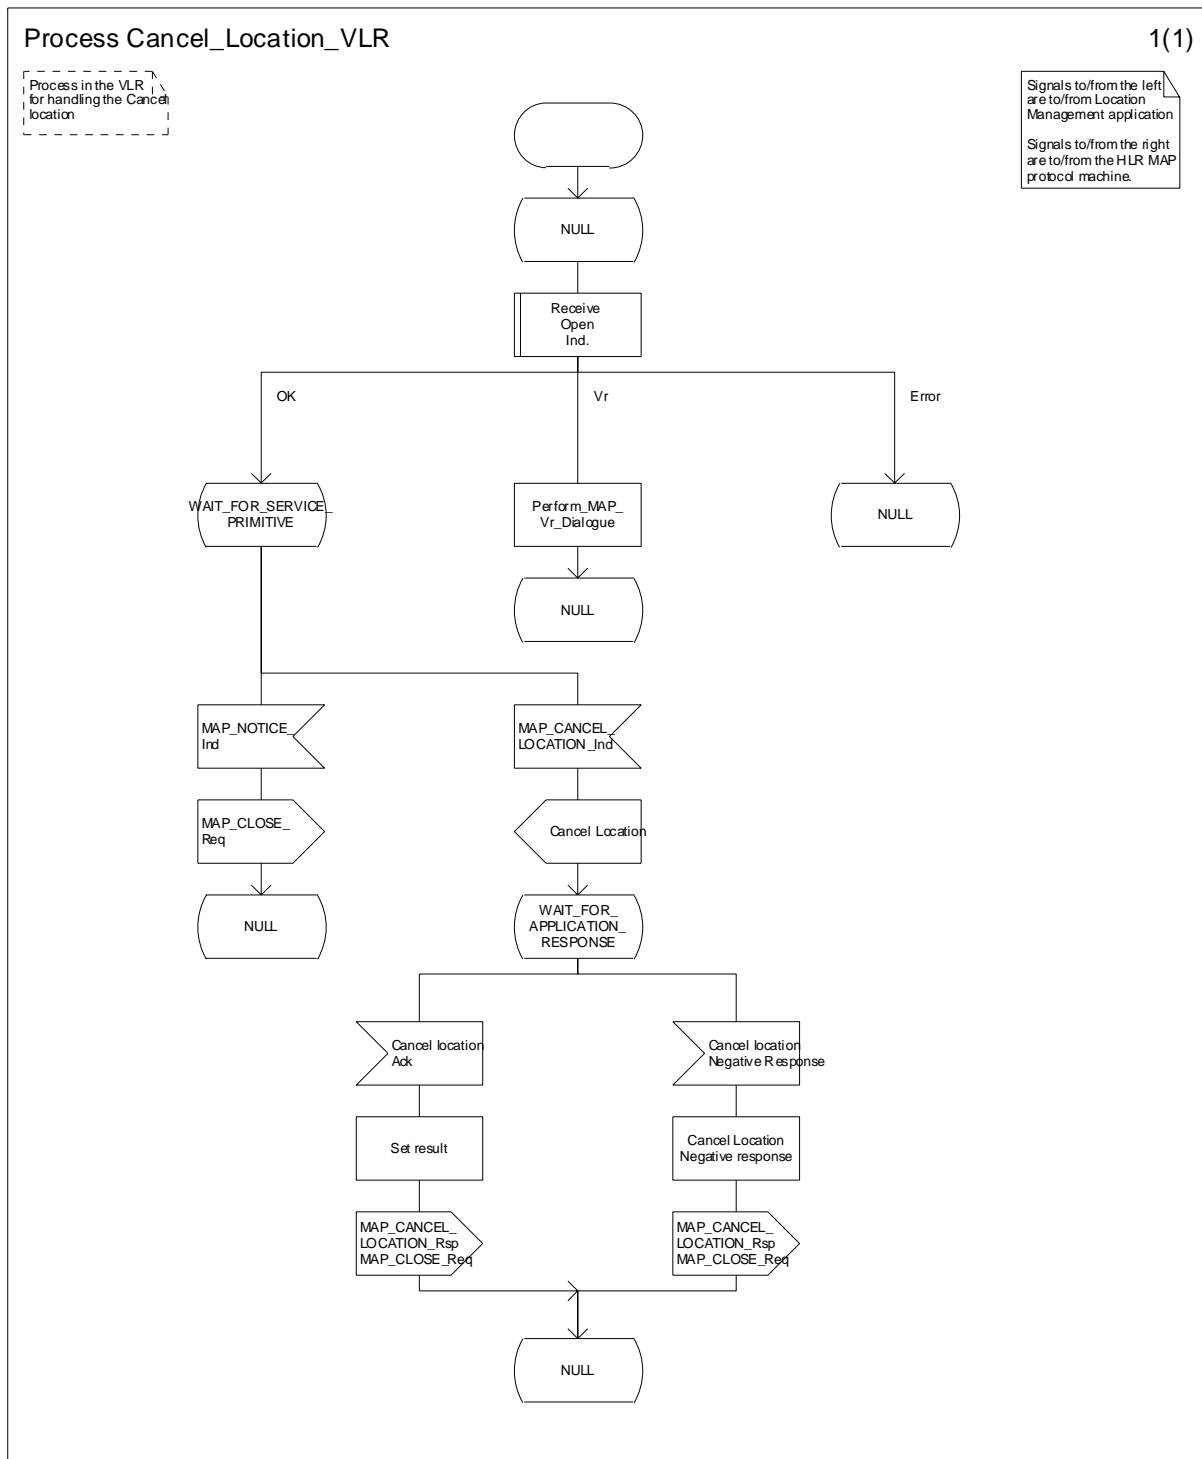 Process Cancel_Location_VLR
1(1)
Process in the VLR
for handling the Cancel
location
Signals to/from the left
are to/from Location
Management application
Signals to/from the right
are to/from the HLR MAP
protocol machine.
NULL
Receive
Open
Ind.
OK
Vr
Error
WAIT_FOR_SERVICE_
PRIMITIVE
Perform_MAP_
Vr_Dialogue
NULL
NULL
MAP_NOTICE_
Ind
MAP_CANCEL_
LOCATION_Ind
MAP_CLOSE_
Req
Cancel Location
NULL
WAIT_FOR_
APPLICATION_
RESPONSE
Cancel location
Ack
Cancel location
Negative Response
Set result
Cancel Location
Negative response
MAP_CANCEL_
LOCATION_Rsp
MAP_CLOSE_Req
MAP_CANCEL_
LOCATION_Rsp
MAP_CLOSE_Req
NULL